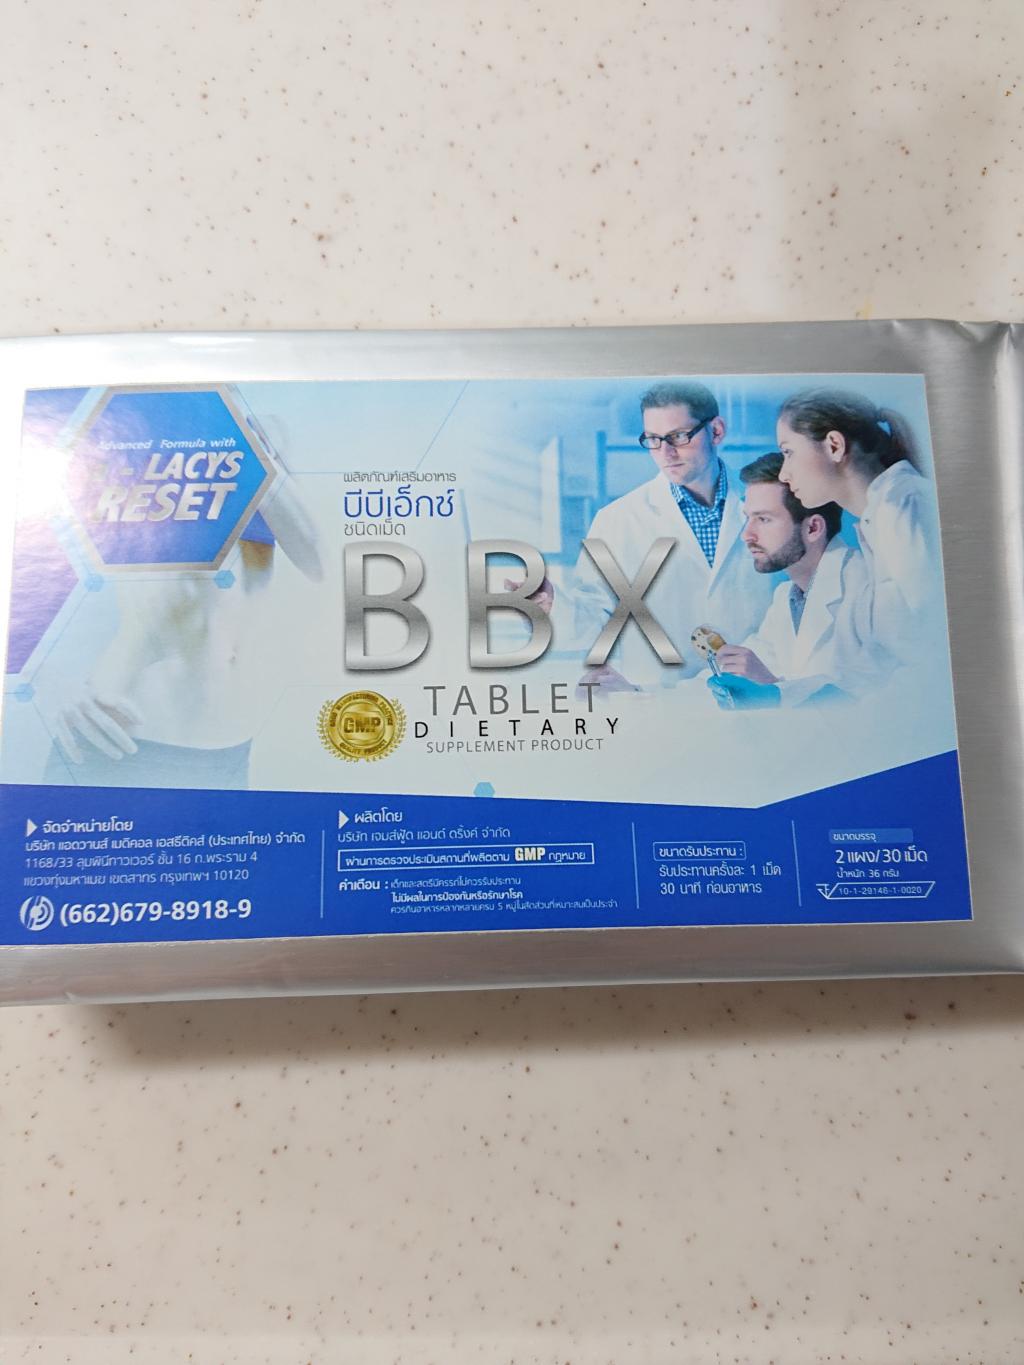 Advanced Formula with
- LACYS
RESET
ผลิตภัณฑ์เสริมอาหาร
บีบีเอ็กซ์
ชนิดเม็ด
BBX
TABLET
DIETARY
SUPPLEMENT PRODUCT
GOOD MANUFACTURING PRACTICE
GMP
QUALITY PRODUCT
จัดจำหน่ายโดย
บริษัท แอดวานส์ เมดิคอล เอสธีติคส์ (ประเทศไทย) จำกัด
1168/33 ลุมพินีทาวเวอร์ ชั้น 16 ถ.พระราม 4
แขวงทุ่งมหาเมฆ เขตสาทร กรุงเทพฯ 10120
(662)679-8918-9
ผลิตโดย
บริษัท เจมส์ฟู้ด แอนด์ ดริ้งค์ จำกัด
ผ่านการตรวจประเมินสถานที่ผลิตตาม GMP กฎหมาย
คำเตือน : เด็กและสตรีมีครรภ์ไม่ควรรับประทาน
ไม่มีผลในการป้องกันหรือรักษาโรค
ควรกินอาหารหลากหลายครบ 5 หมู่ในสัดส่วนที่เหมาะสมเป็นประจำ
ขนาดรับประทาน :
รับประทานครั้งละ 1 เม็ด
30 นาที ก่อนอาหาร
ขนาดบรรจุ
2 แผง/30 เม็ด
น้ำหนัก 36 กรัม
10-1-29148-1-0020